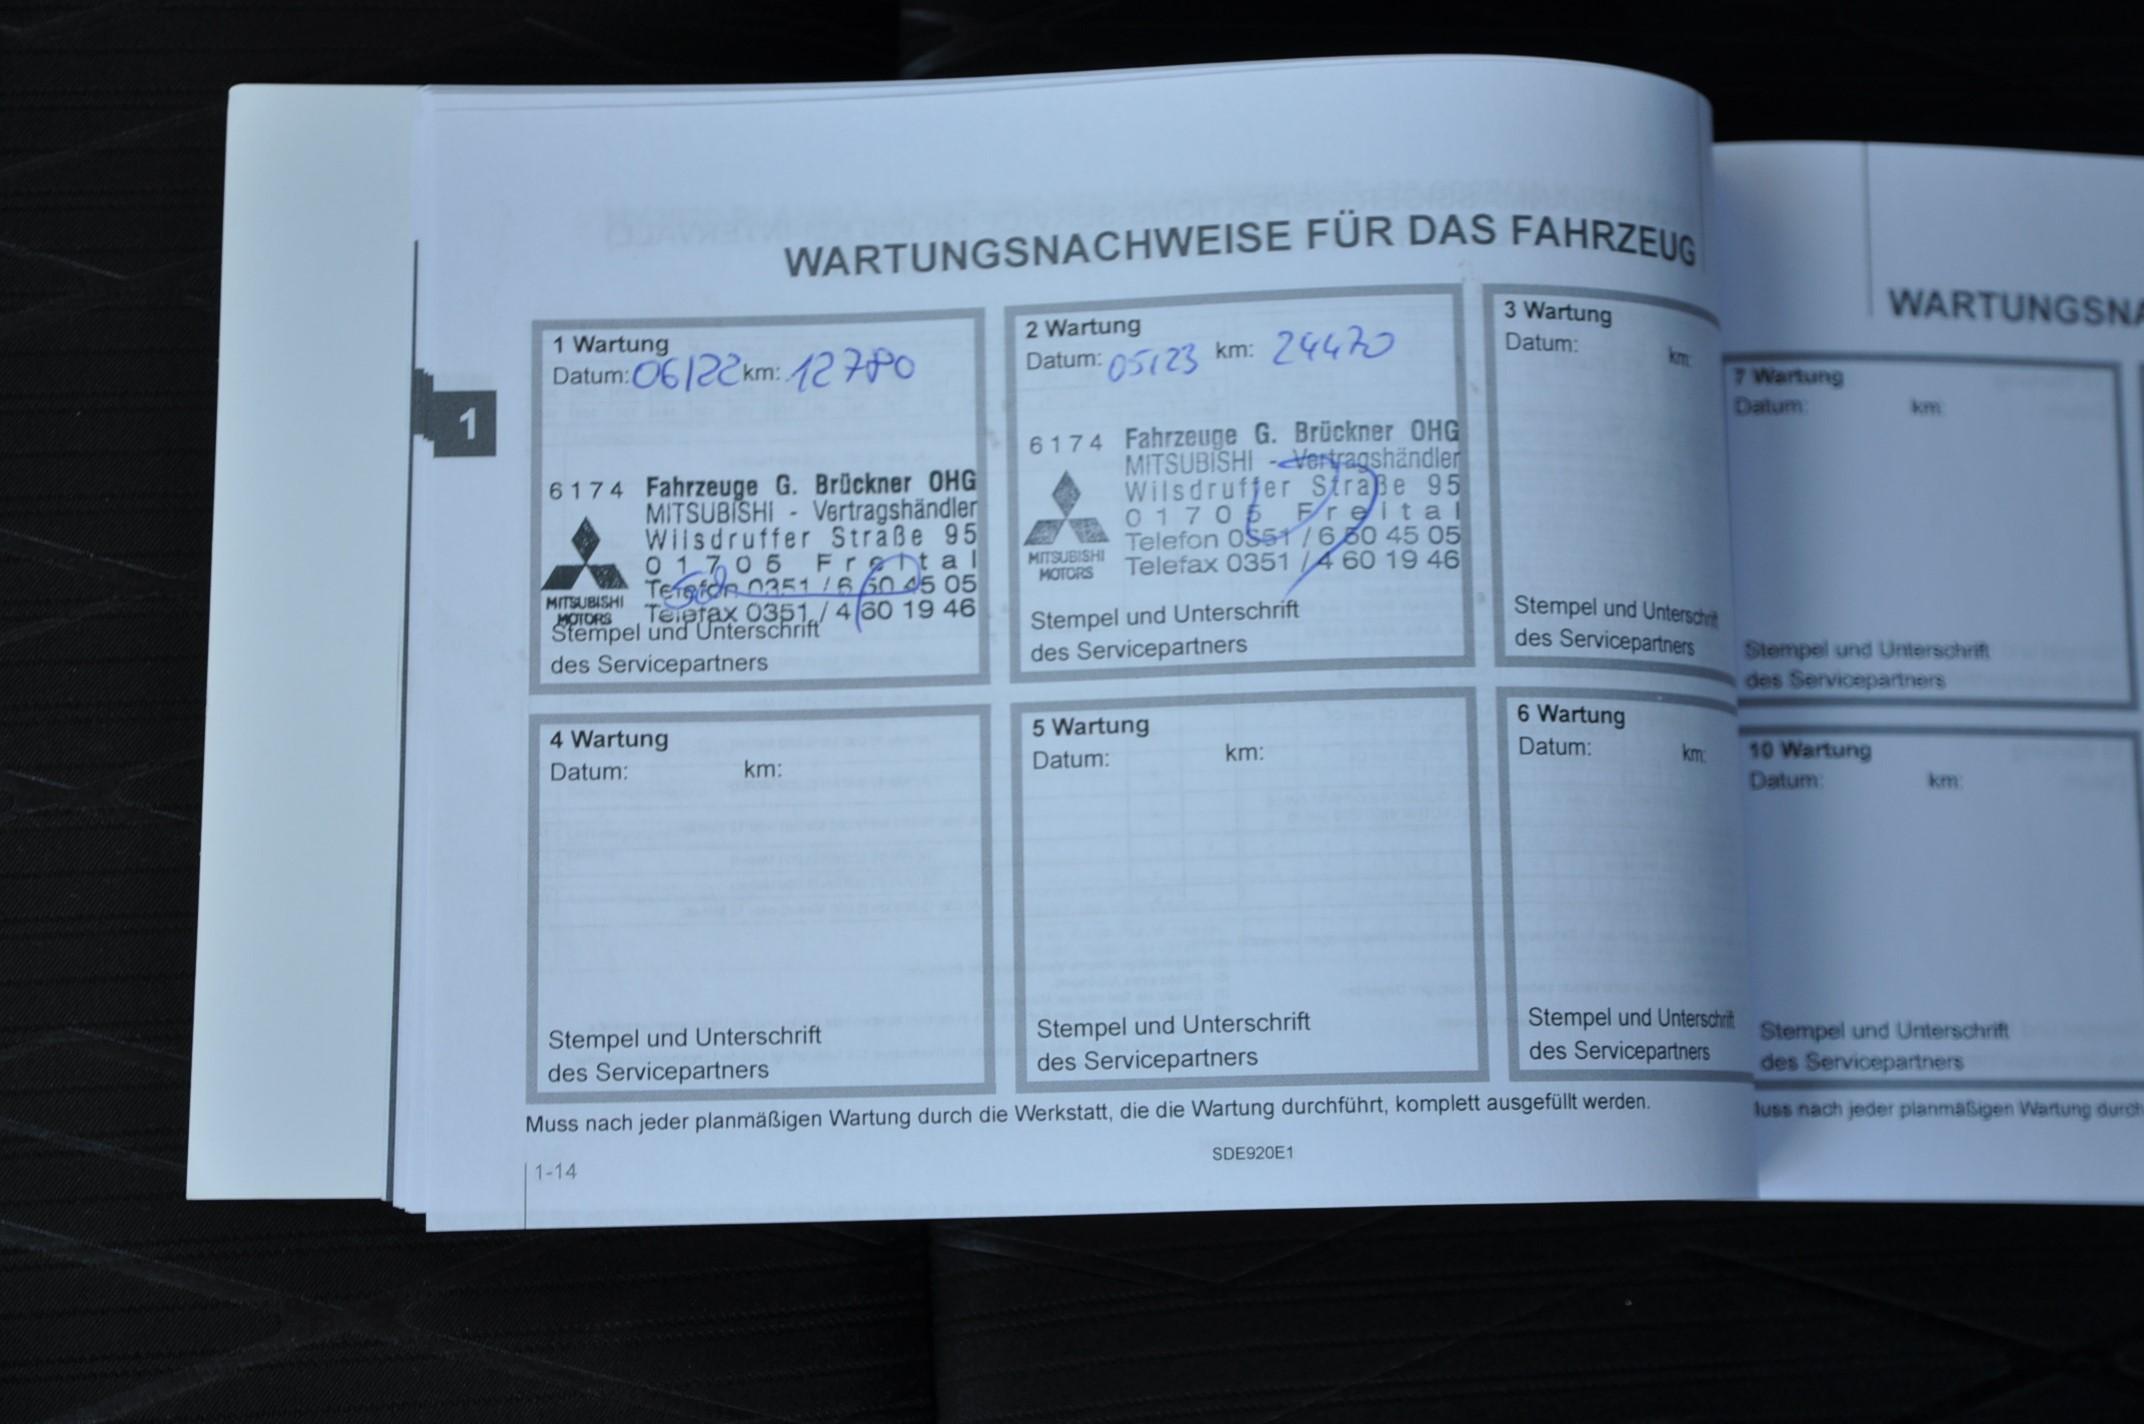 WARTUNGSNACHWEISE FÜR DAS FAHRZEUG
1
1 Wartung
Datum: 06/22 km: 12780
6174 Fahrzeuge G. Brückner OHG
MITSUBISHI - Vertragshändler
Wilsdruffer Straße 95
01705 Freital
Telefon 0351 / 6 50 45 05
Telefax 0351 / 4 60 19 46
MITSUBISHI
MOTORS
Stempel und Unterschrift
des Servicepartners
2 Wartung
Datum: 05/23 km: 24470
6174 Fahrzeuge G. Brückner OHG
MITSUBISHI - Vertragshändler
Wilsdruffer Straße 95
01705 Freital
Telefon 0351 / 6 50 45 05
Telefax 0351 / 4 60 19 46
MITSUBISHI
MOTORS
Stempel und Unterschrift
des Servicepartners
3 Wartung
Datum: km:
Stempel und Unterschrift
des Servicepartners
4 Wartung
Datum: km:
Stempel und Unterschrift
des Servicepartners
5 Wartung
Datum: km:
Stempel und Unterschrift
des Servicepartners
6 Wartung
Datum: km:
Stempel und Unterschrift
des Servicepartners
Muss nach jeder planmäßigen Wartung durch die Werkstatt, die die Wartung durchführt, komplett ausgefüllt werden.
1-14
SDE920E1
WARTUNGSNA
7 Wartung
Datum: km:
Stempel und Unterschrift
des Servicepartners
10 Wartung
Datum: km:
Stempel und Unterschrift
des Servicepartners
luss nach jeder planmäßigen Wartung durch